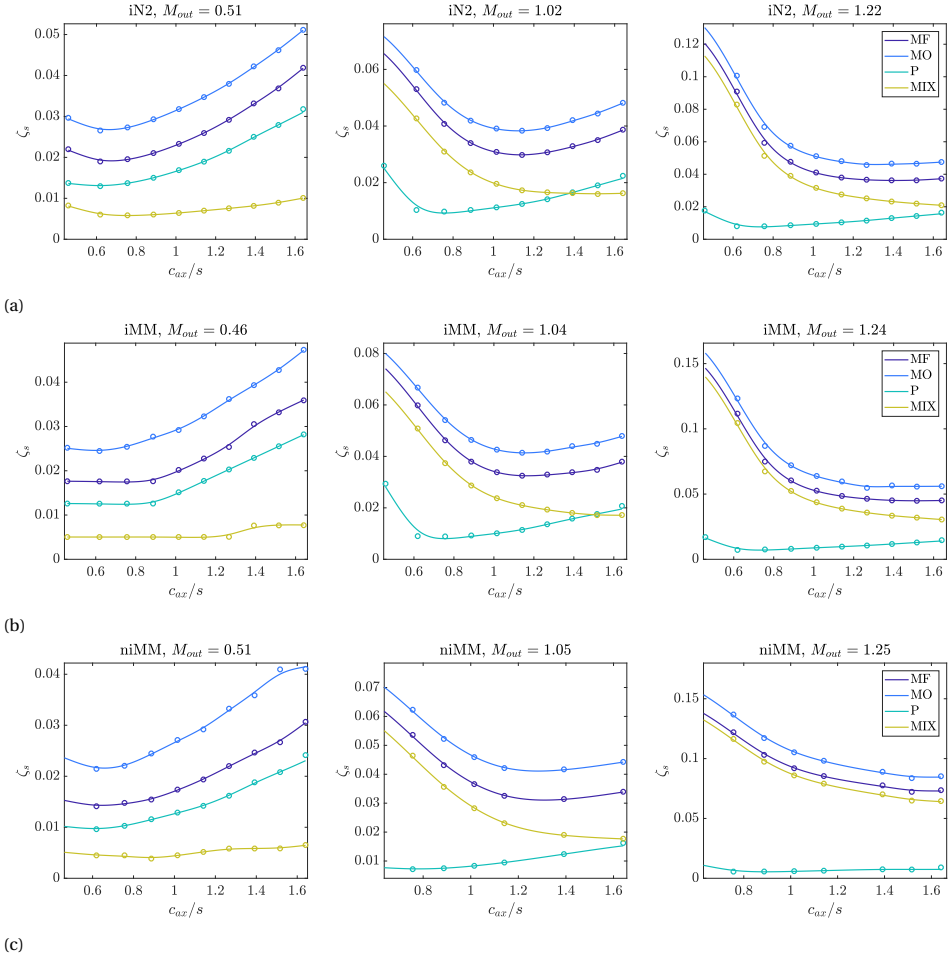 iN2, M_out = 0.51
0.05
0.04
0.03
0.02
0.01
0
ζ_s
0.6 0.8 1 1.2 1.4 1.6
c_ax/s
iN2, M_out = 1.02
0.06
0.04
0.02
0
ζ_s
0.6 0.8 1 1.2 1.4 1.6
c_ax/s
iN2, M_out = 1.22
0.12
0.1
0.08
0.06
0.04
0.02
0
ζ_s
0.6 0.8 1 1.2 1.4 1.6
c_ax/s
MF
MO
P
MIX
(a)
iMM, M_out = 0.46
0.04
0.03
0.02
0.01
0
ζ_s
0.6 0.8 1 1.2 1.4 1.6
c_ax/s
iMM, M_out = 1.04
0.08
0.06
0.04
0.02
0
ζ_s
0.6 0.8 1 1.2 1.4 1.6
c_ax/s
iMM, M_out = 1.24
0.15
0.1
0.05
0
ζ_s
0.6 0.8 1 1.2 1.4 1.6
c_ax/s
MF
MO
P
MIX
(b)
niMM, M_out = 0.51
0.04
0.03
0.02
0.01
0
ζ_s
0.6 0.8 1 1.2 1.4 1.6
c_ax/s
niMM, M_out = 1.05
0.07
0.06
0.05
0.04
0.03
0.02
0.01
ζ_s
0.8 1 1.2 1.4 1.6
c_ax/s
niMM, M_out = 1.25
0.15
0.1
0.05
0
ζ_s
0.8 1 1.2 1.4 1.6
c_ax/s
MF
MO
P
MIX
(c)